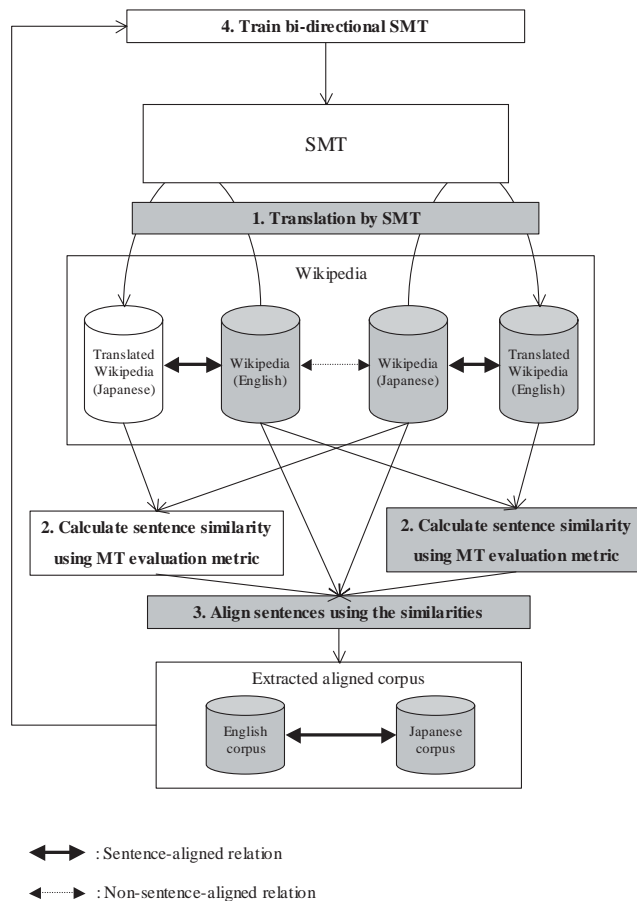 4. Train bi-directional SMT
SMT
1. Translation by SMT
Wikipedia
Translated
Wikipedia
(Japanese)
Wikipedia
(English)
Wikipedia
(Japanese)
Translated
Wikipedia
(English)
2. Calculate sentence similarity
using MT evaluation metric
2. Calculate sentence similarity
using MT evaluation metric
3. Align sentences using the similarities
Extracted aligned corpus
English
corpus
Japanese
corpus
: Sentence-aligned relation
: Non-sentence-aligned relation